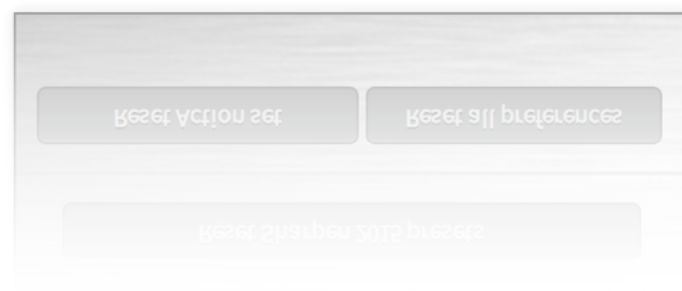 Reset Action set
Reset all preferences
Reset Sharpen 2015 presets